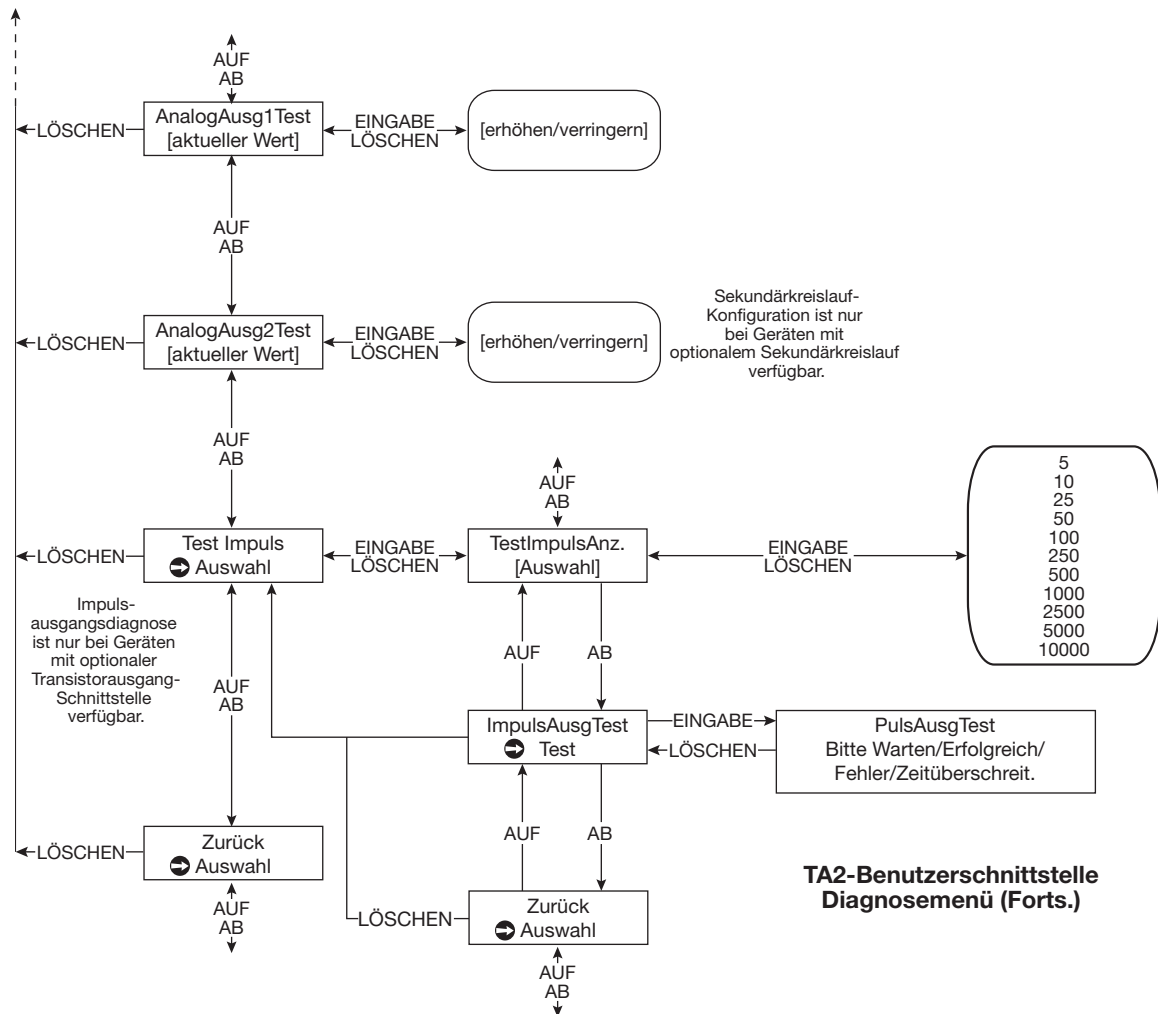 AUF
AB
LÖSCHEN
AnalogAusg1Test
[aktueller Wert]
EINGABE
LÖSCHEN
[erhöhen/verringern]
AUF
AB
LÖSCHEN
AnalogAusg2Test
[aktueller Wert]
EINGABE
LÖSCHEN
[erhöhen/verringern]
Sekundärkreislauf-
Konfiguration ist nur
bei Geräten mit
optionalem Sekundärkreislauf
verfügbar.
AUF
AB
LÖSCHEN
Test Impuls
Auswahl
EINGABE
LÖSCHEN
AUF
AB
TestImpulsAnz.
[Auswahl]
EINGABE
LÖSCHEN
5
10
25
50
100
250
500
1000
2500
5000
10000
Impuls-
ausgangsdiagnose
ist nur bei Geräten
mit optionaler
Transistorausgang-
Schnittstelle
verfügbar.
AUF
AB
AUF
AB
ImpulsAusgTest
Test
EINGABE
LÖSCHEN
PulsAusgTest
Bitte Warten/Erfolgreich/
Fehler/Zeitüberschreit.
AUF
AB
LÖSCHEN
Zurück
Auswahl
AUF
AB
LÖSCHEN
Zurück
Auswahl
AUF
AB
TA2-Benutzerschnittstelle
Diagnosemenü (Forts.)